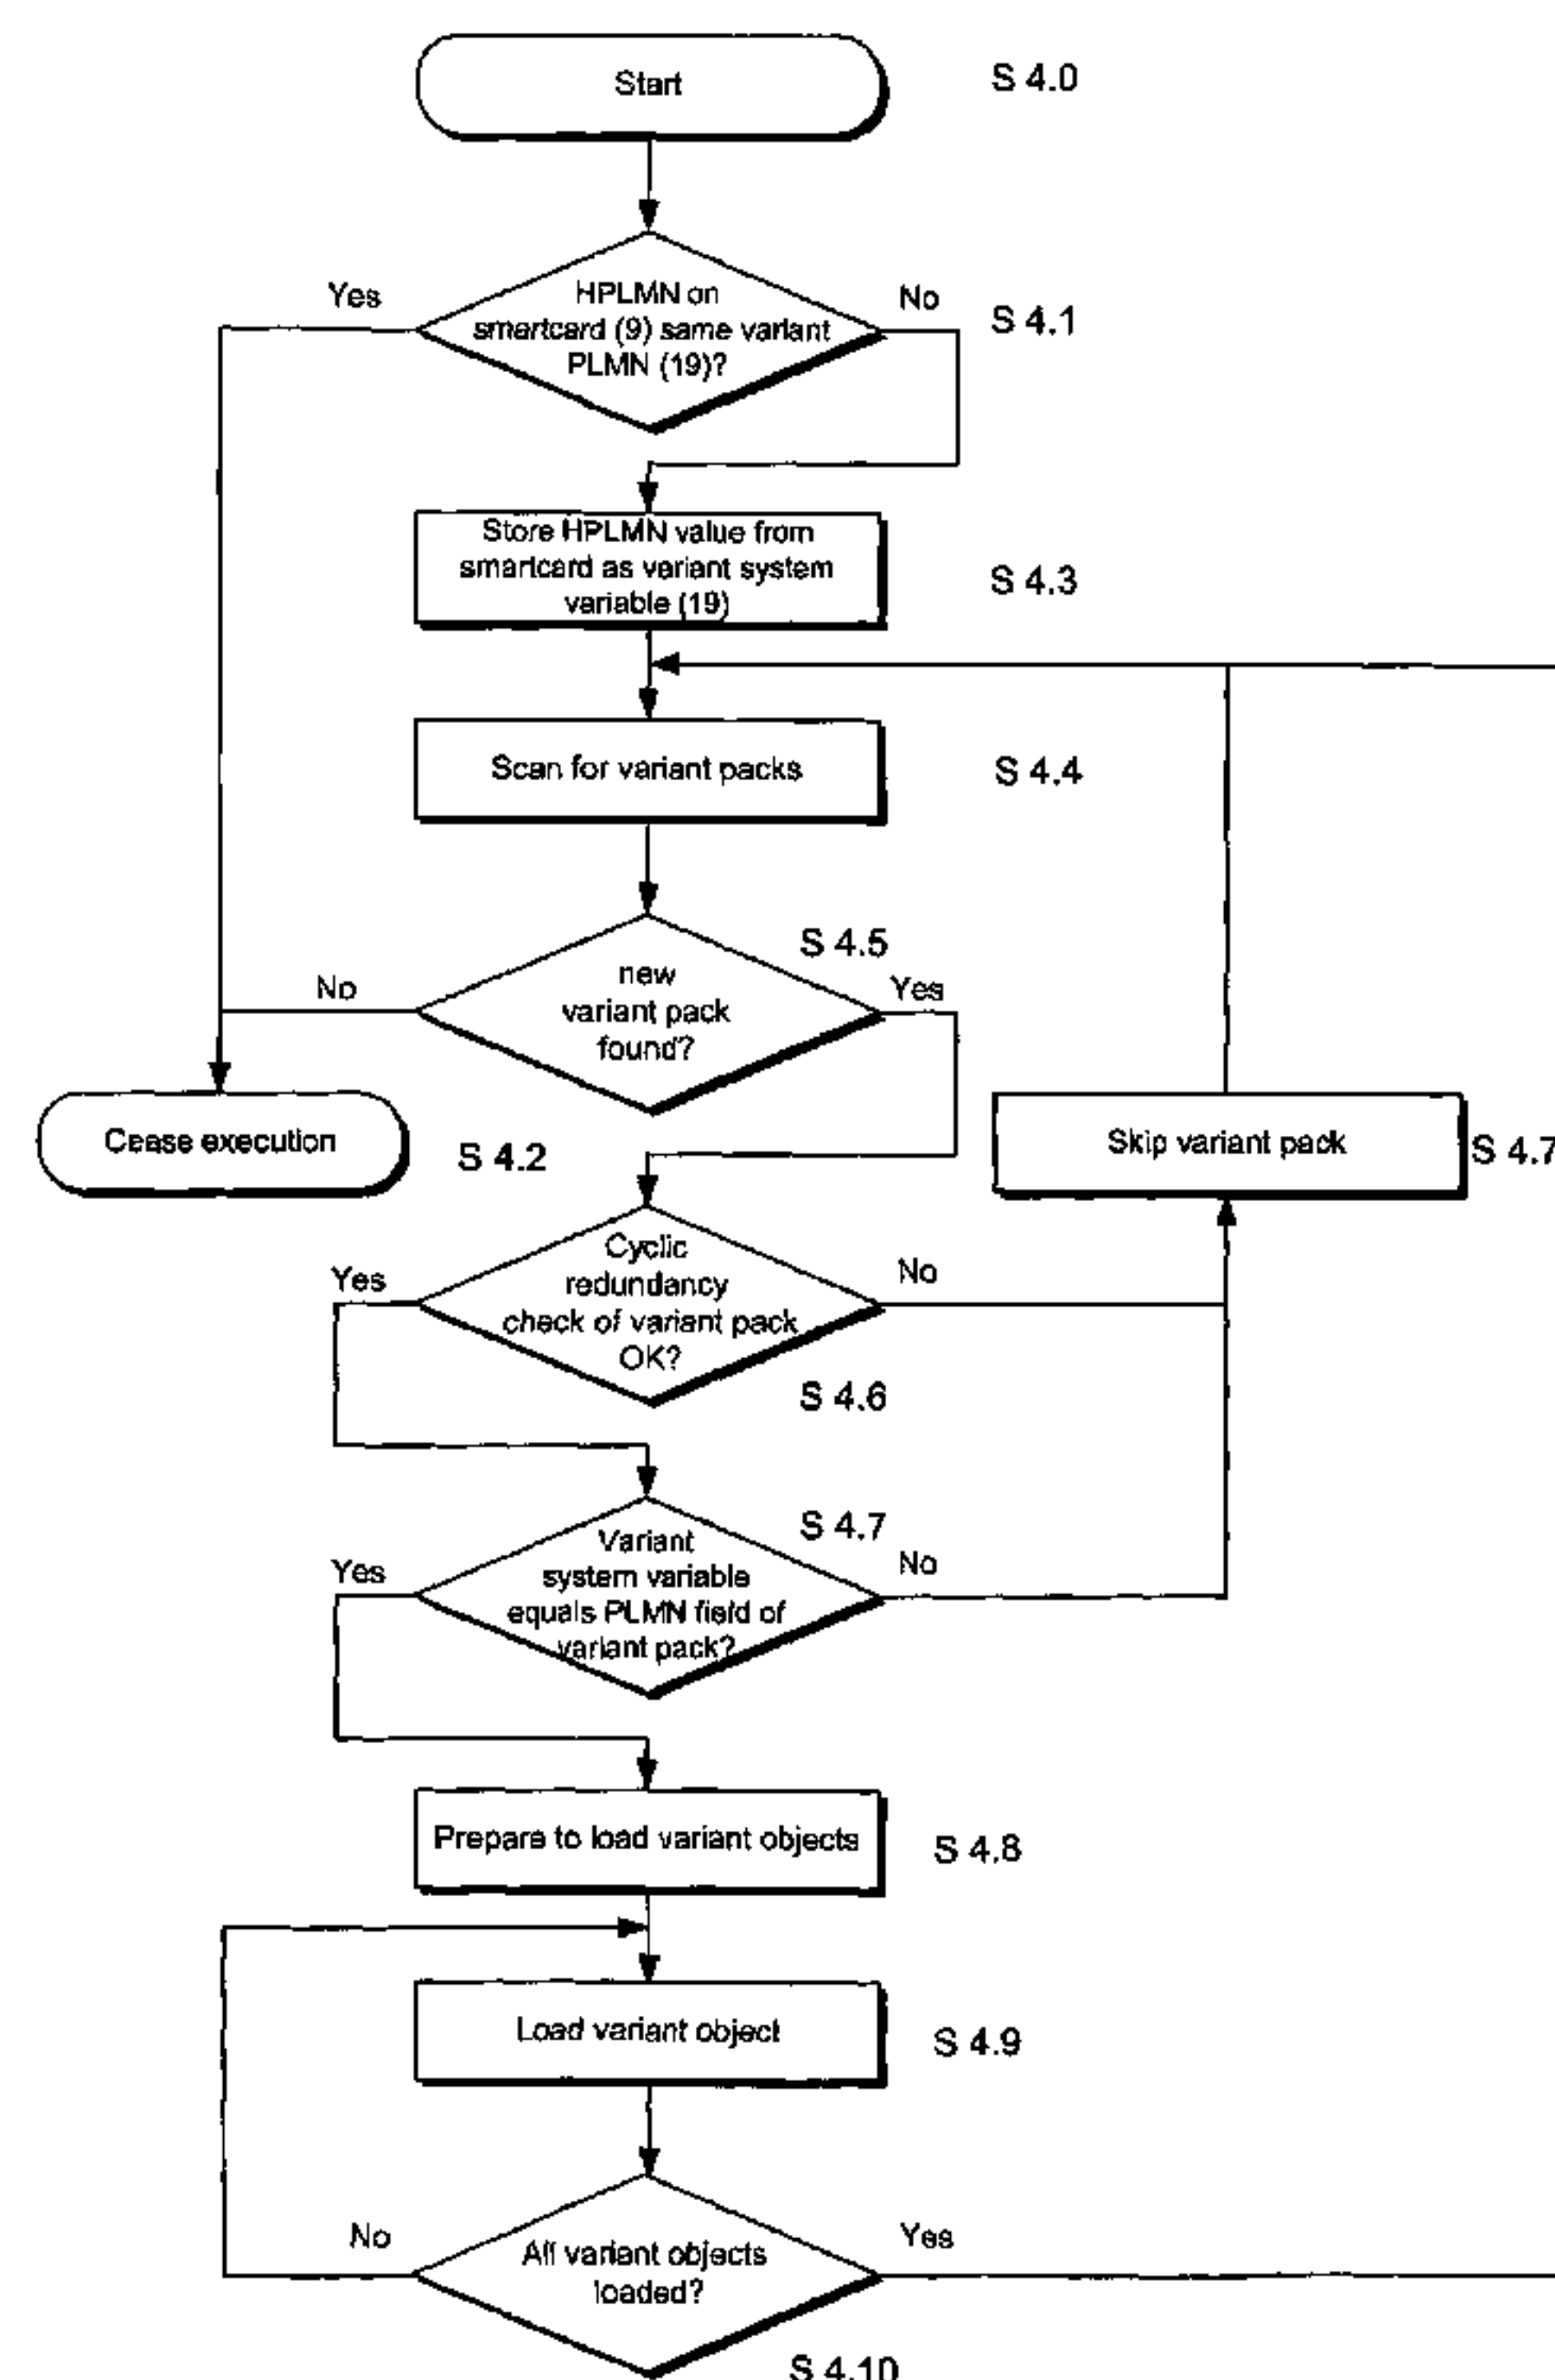 Start
S 4.0
Yes
HPLMN on
smartcard (9) same variant
PLMN (19)?
No
S 4.1
Store HPLMN value from
smartcard as variant system
variable (19)
S 4.3
Scan for variant packs
S 4.4
S 4.5
No
new
variant pack
found?
Yes
Cease execution
S 4.2
Skip variant pack
S 4.7
Yes
Cyclic
redundancy
check of variant pack
OK?
No
S 4.6
S 4.7
Yes
Variant
system variable
equals PLMN field of
variant pack?
No
Prepare to load variant objects
S 4.8
Load variant object
S 4.9
No
All variant objects
loaded?
Yes
S 4.10